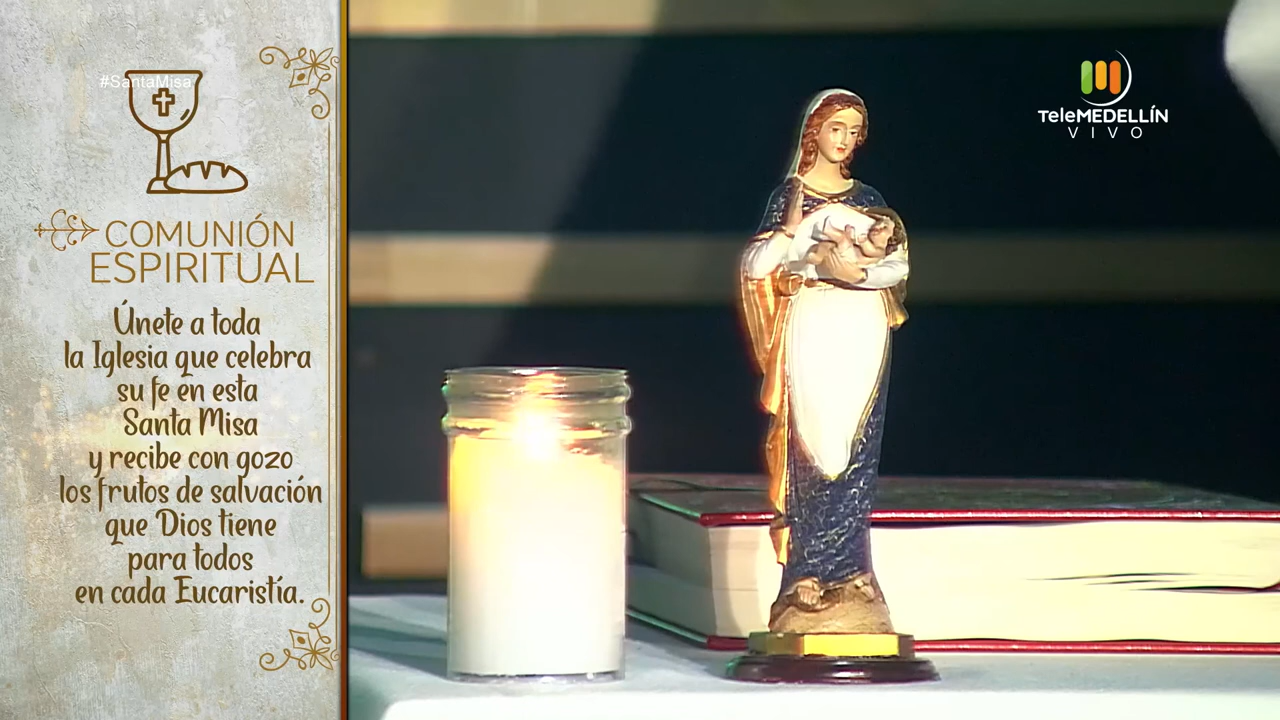 #SantaMisa
COMUNIÓN
ESPIRITUAL
Únete a toda
la Iglesia que celebra
su fe en esta
Santa Misa
y recibe con gozo
los frutos de salvación
que Dios tiene
para todos
en cada Eucaristía.
TeleMEDELLÍN
VIVO